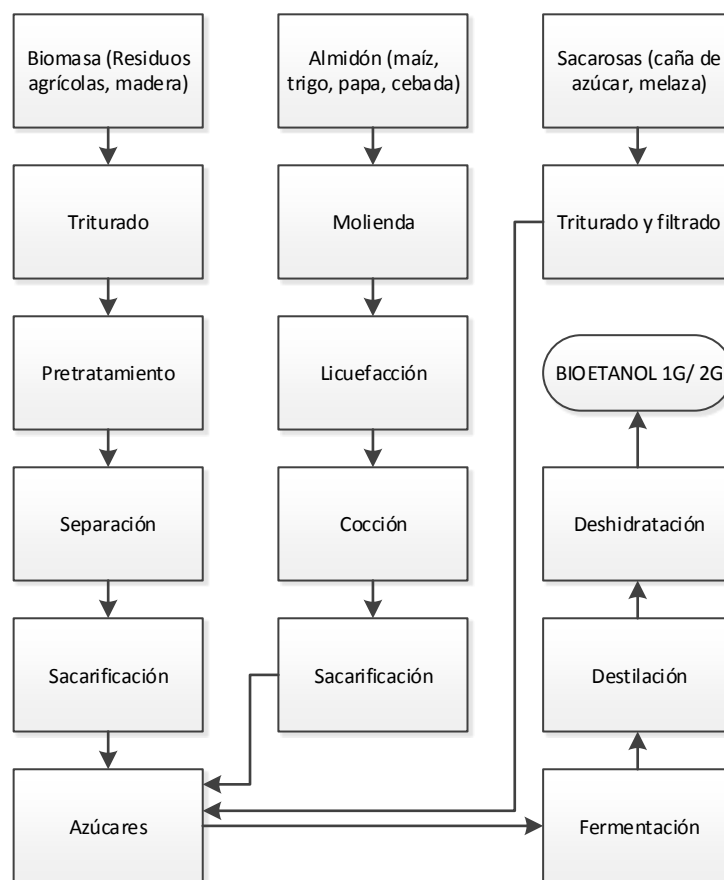 Biomasa (Residuos
agrícolas, madera)
Triturado
Pretratamiento
Separación
Sacarificación
Azúcares
Almidón (maíz,
trigo, papa, cebada)
Molienda
Licuefacción
Cocción
Sacarificación
Sacarosas (caña de
azúcar, melaza)
Triturado y filtrado
BIOETANOL 1G/ 2G
Deshidratación
Destilación
Fermentación